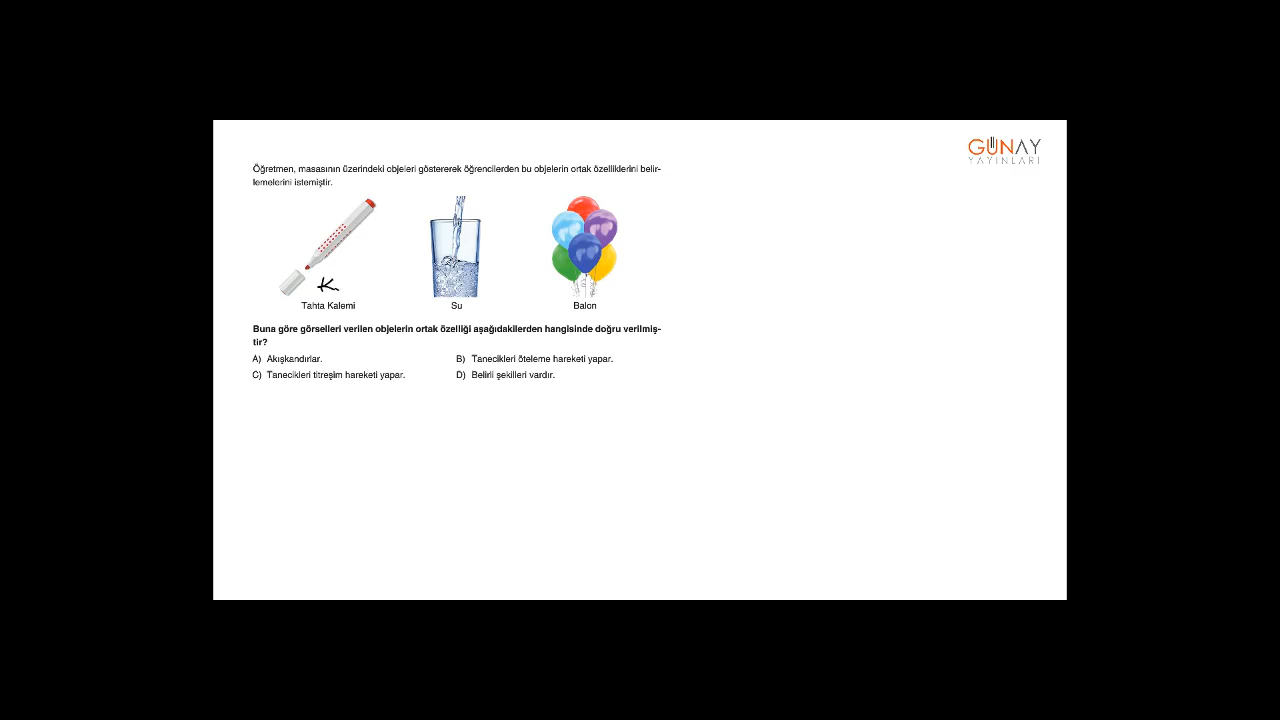 GÜNAY
YAYINLARI
Öğretmen, masasının üzerindeki objeleri göstererek öğrencilerden bu objelerin ortak özelliklerini belir-
lemelerini istemiştir.
K
Tahta Kalemi Su Balon
Buna göre görselleri verilen objelerin ortak özelliği aşağıdakilerden hangisinde doğru verilmiş-
tir?
A) Akışkandırlar. B) Tanecikleri öteleme hareketi yapar.
C) Tanecikleri titreşim hareketi yapar. D) Belirli şekilleri vardır.